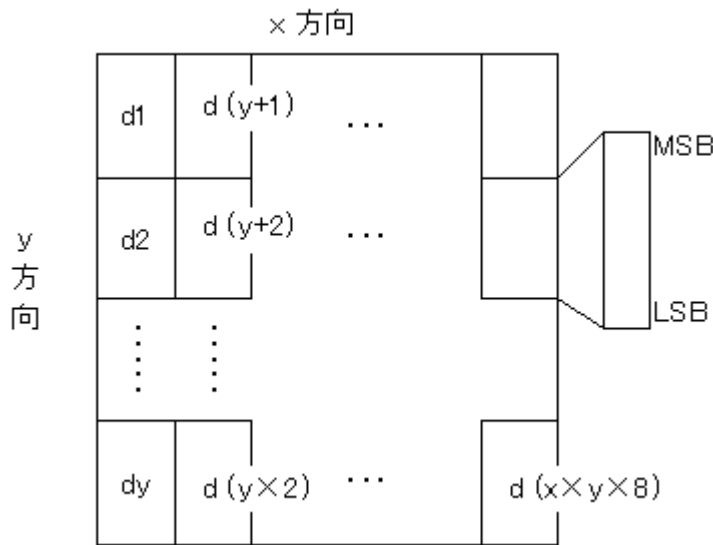 x 方向
d1 d (y+1) ...
MSB
d2 d (y+2) ...
y
方
向
LSB
dy d (y×2) ... d (x×y×8)